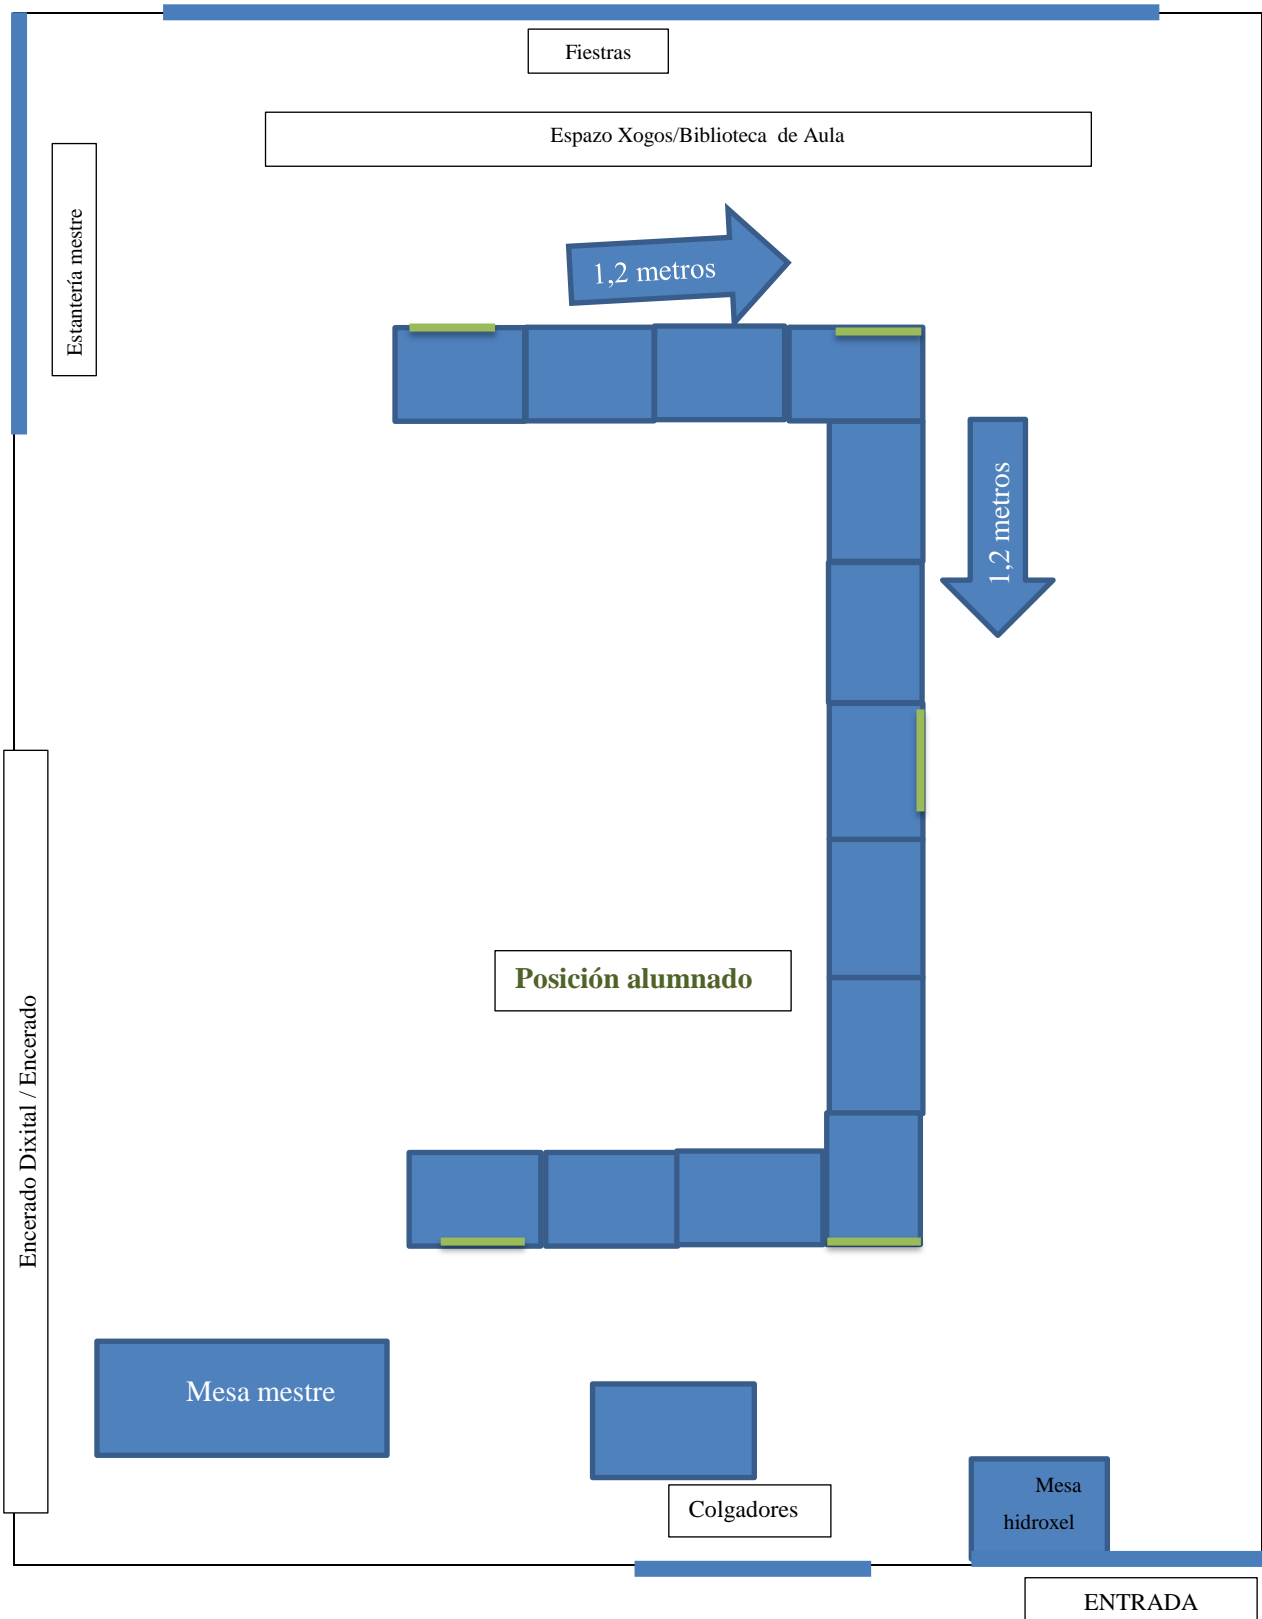 Fiestras
Espazo Xogos/Biblioteca de Aula
Estantería mestre
1,2 metros
1,2 metros
Posición alumnado
Encerado Dixital / Encerado
Mesa mestre
Colgadores
Mesa
hidroxel
ENTRADA